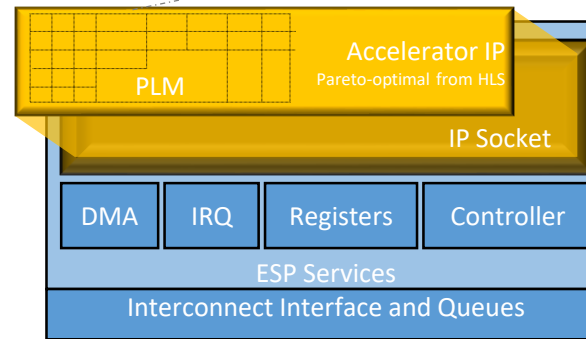 Accelerator IP
Pareto-optimal from HLS
PLM
IP Socket
DMA IRQ Registers Controller
ESP Services
Interconnect Interface and Queues